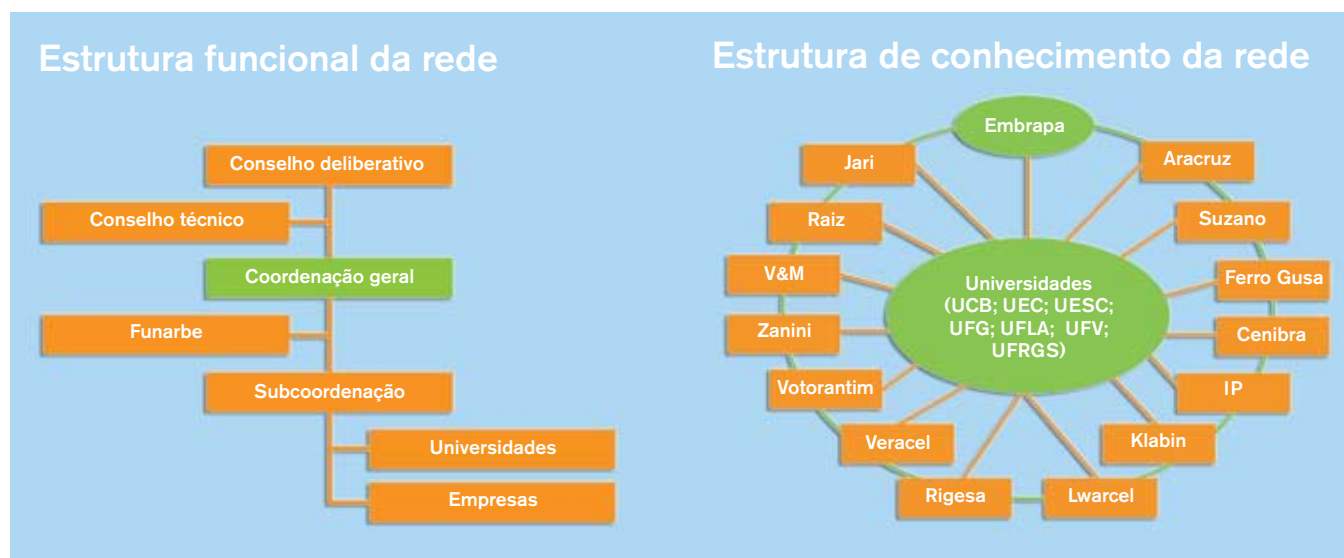 Estrutura funcional da rede
Conselho deliberativo
Conselho técnico
Coordenação geral
Funarbe
Subcoordenação
Universidades
Empresas
Estrutura de conhecimento da rede
Embrapa
Jari
Aracruz
Raiz
Suzano
V&M
Ferro Gusa
Zanini
Cenibra
Votorantim
IP
Veracel
Klabin
Rigesa
Lwarcel
Universidades
(UCB; UEC; UESC;
UFG; UFLA; UFV;
UFRGS)